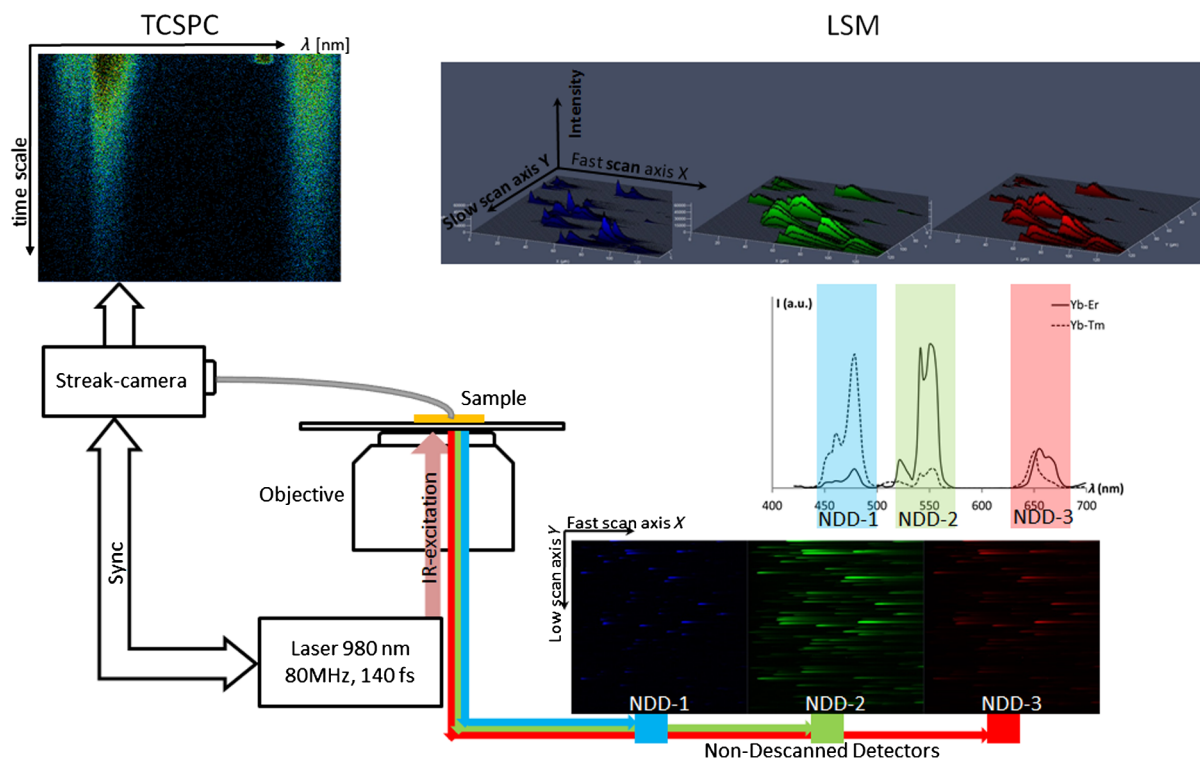 TCSPC
LSM
λ [nm]
time scale
Intensity
Slow scan axis Y
Fast scan axis X
I (a.u.)
Yb-Er
Yb-Tm
Streak-camera
Sample
Objective
IR-excitation
Sync
Laser 980 nm
80MHz, 140 fs
400 450 500 550 600 650 700
λ (nm)
NDD-1 NDD-2 NDD-3
Fast scan axis X
Low scan axis Y
NDD-1 NDD-2 NDD-3
Non-Descanned Detectors